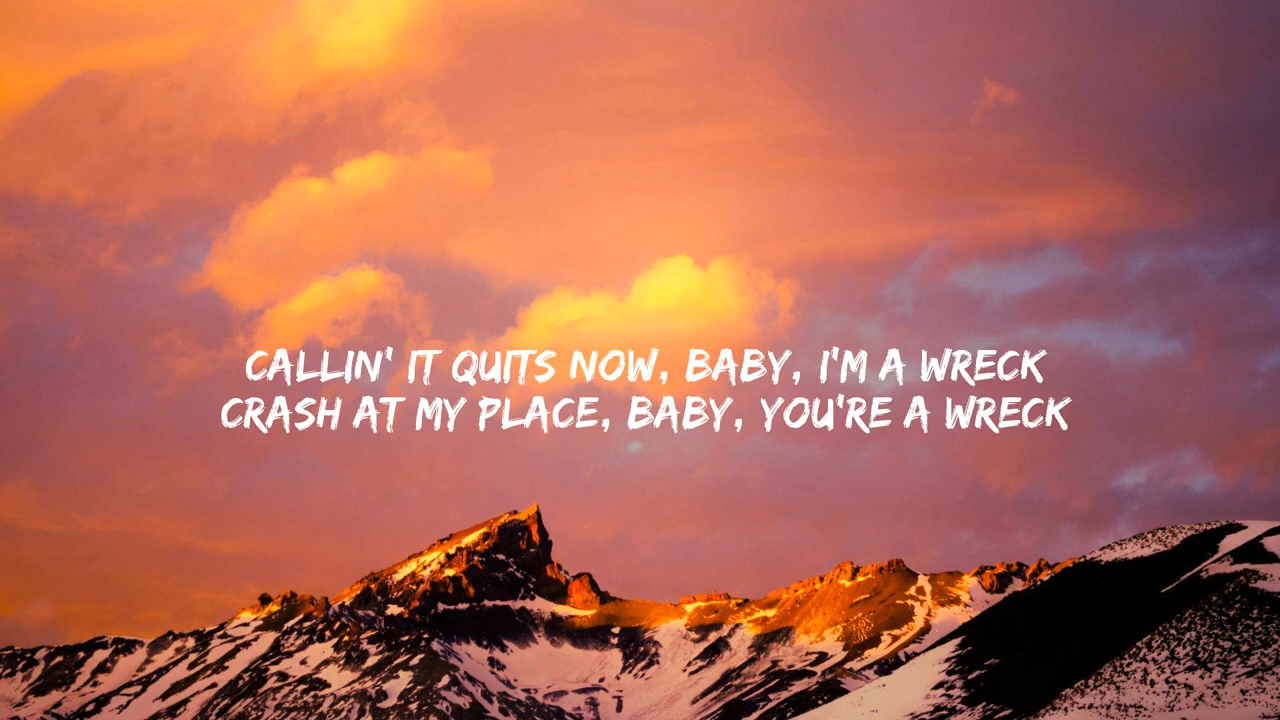 CALLIN' IT QUITS NOW, BABY, I'M A WRECK
CRASH AT MY PLACE, BABY, YOU'RE A WRECK